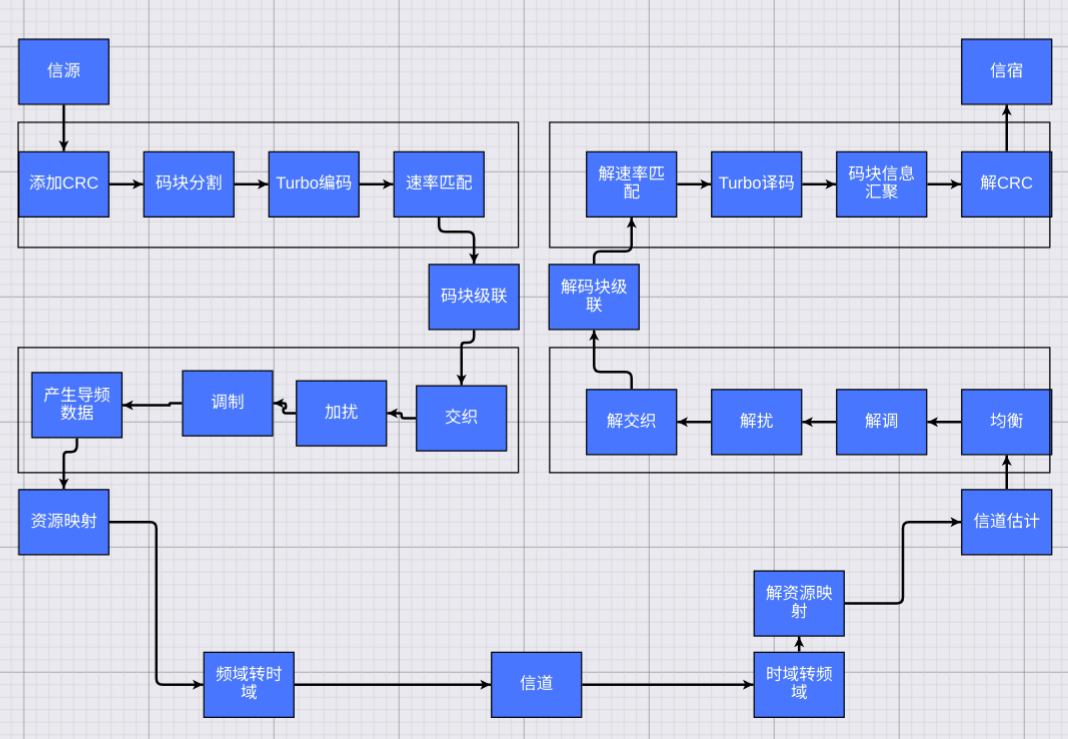 信源
添加CRC
码块分割
Turbo编码
速率匹配
码块级联
交织
加扰
调制
产生导频
数据
资源映射
频域转时
域
信道
时域转频
域
解资源映
射
信道估计
均衡
解调
解扰
解交织
解码块级
联
解速率匹
配
Turbo译码
码块信息
汇聚
解CRC
信宿